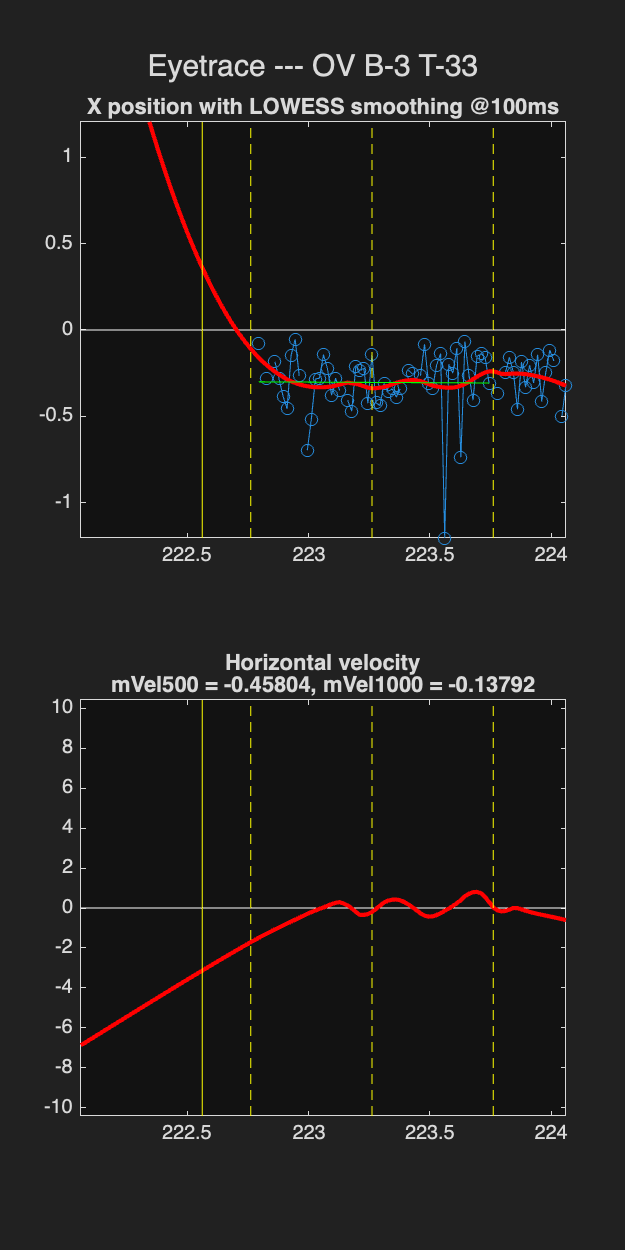 Eyetrace --- OV B-3 T-33
X position with LOWESS smoothing @100ms
1
0.5
0
-0.5
-1
222.5 223 223.5 224
Horizontal velocity
mVel500 = -0.45804, mVel1000 = -0.13792
10
8
6
4
2
0
-2
-4
-6
-8
-10
222.5 223 223.5 224